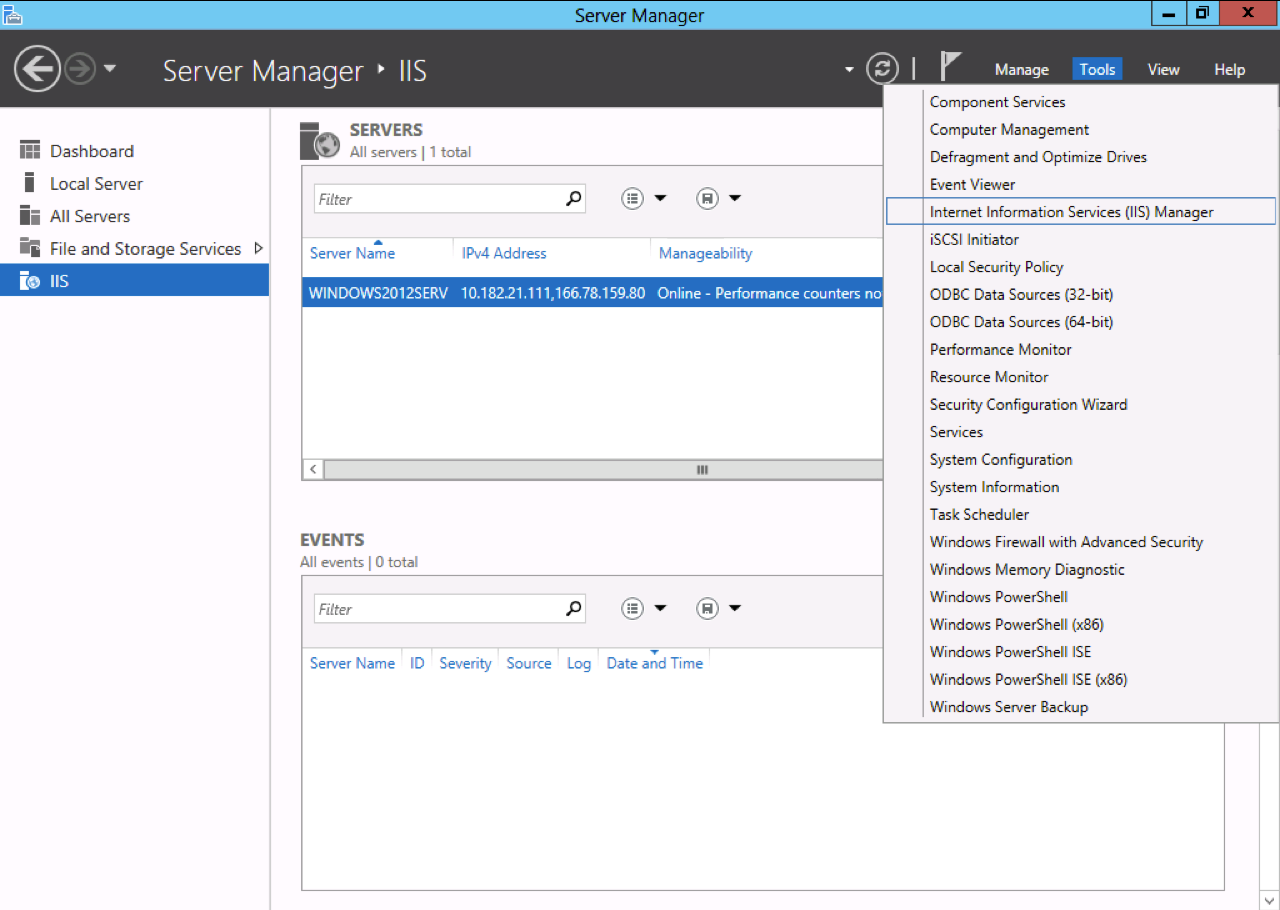 Server Manager
Server Manager ‣ IIS
Manage Tools View Help
Dashboard
Local Server
All Servers
File and Storage Services
IIS
SERVERS
All servers | 1 total
Filter
Server Name IPv4 Address Manageability
WINDOWS2012SERV 10.182.21.111,166.78.159.80 Online - Performance counters no
EVENTS
All events | 0 total
Filter
Server Name ID Severity Source Log Date and Time
Component Services
Computer Management
Defragment and Optimize Drives
Event Viewer
Internet Information Services (IIS) Manager
iSCSI Initiator
Local Security Policy
ODBC Data Sources (32-bit)
ODBC Data Sources (64-bit)
Performance Monitor
Resource Monitor
Security Configuration Wizard
Services
System Configuration
System Information
Task Scheduler
Windows Firewall with Advanced Security
Windows Memory Diagnostic
Windows PowerShell
Windows PowerShell (x86)
Windows PowerShell ISE
Windows PowerShell ISE (x86)
Windows Server Backup